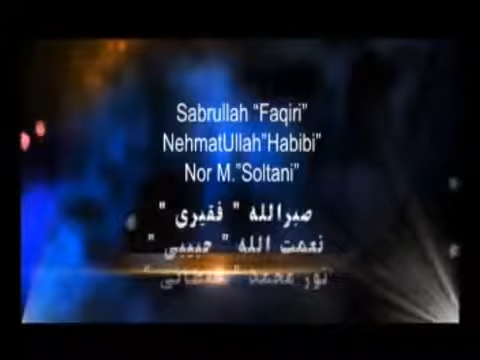 Sabrullah “Faqiri”
NehmatUllah”Habibi”
Nor M.”Soltani”
صبرالله " فقیری "
نعمت الله " حبیبی "
نور محمد "